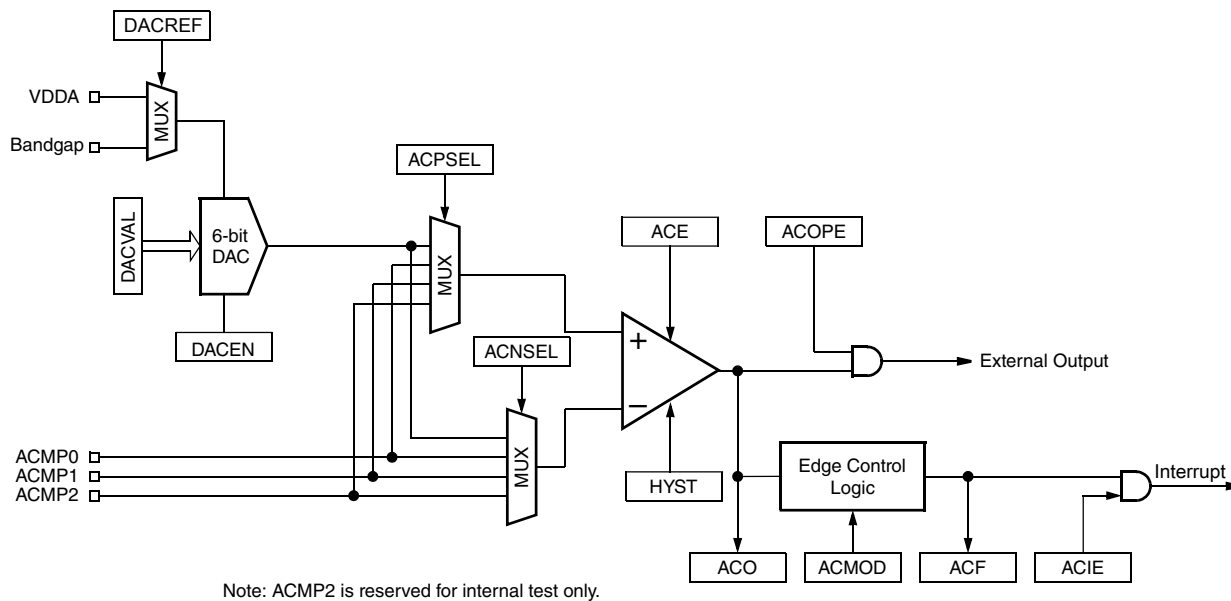 DACREF
VDDA
MUX
Bandgap
ACPSEL
DACVAL
6-bit
DAC
MUX
ACE
ACOPE
DACEN
ACNSEL
+
−
External Output
ACMP0
ACMP1
ACMP2
MUX
HYST
Edge Control
Logic
Interrupt
ACO
ACMOD
ACF
ACIE
Note: ACMP2 is reserved for internal test only.